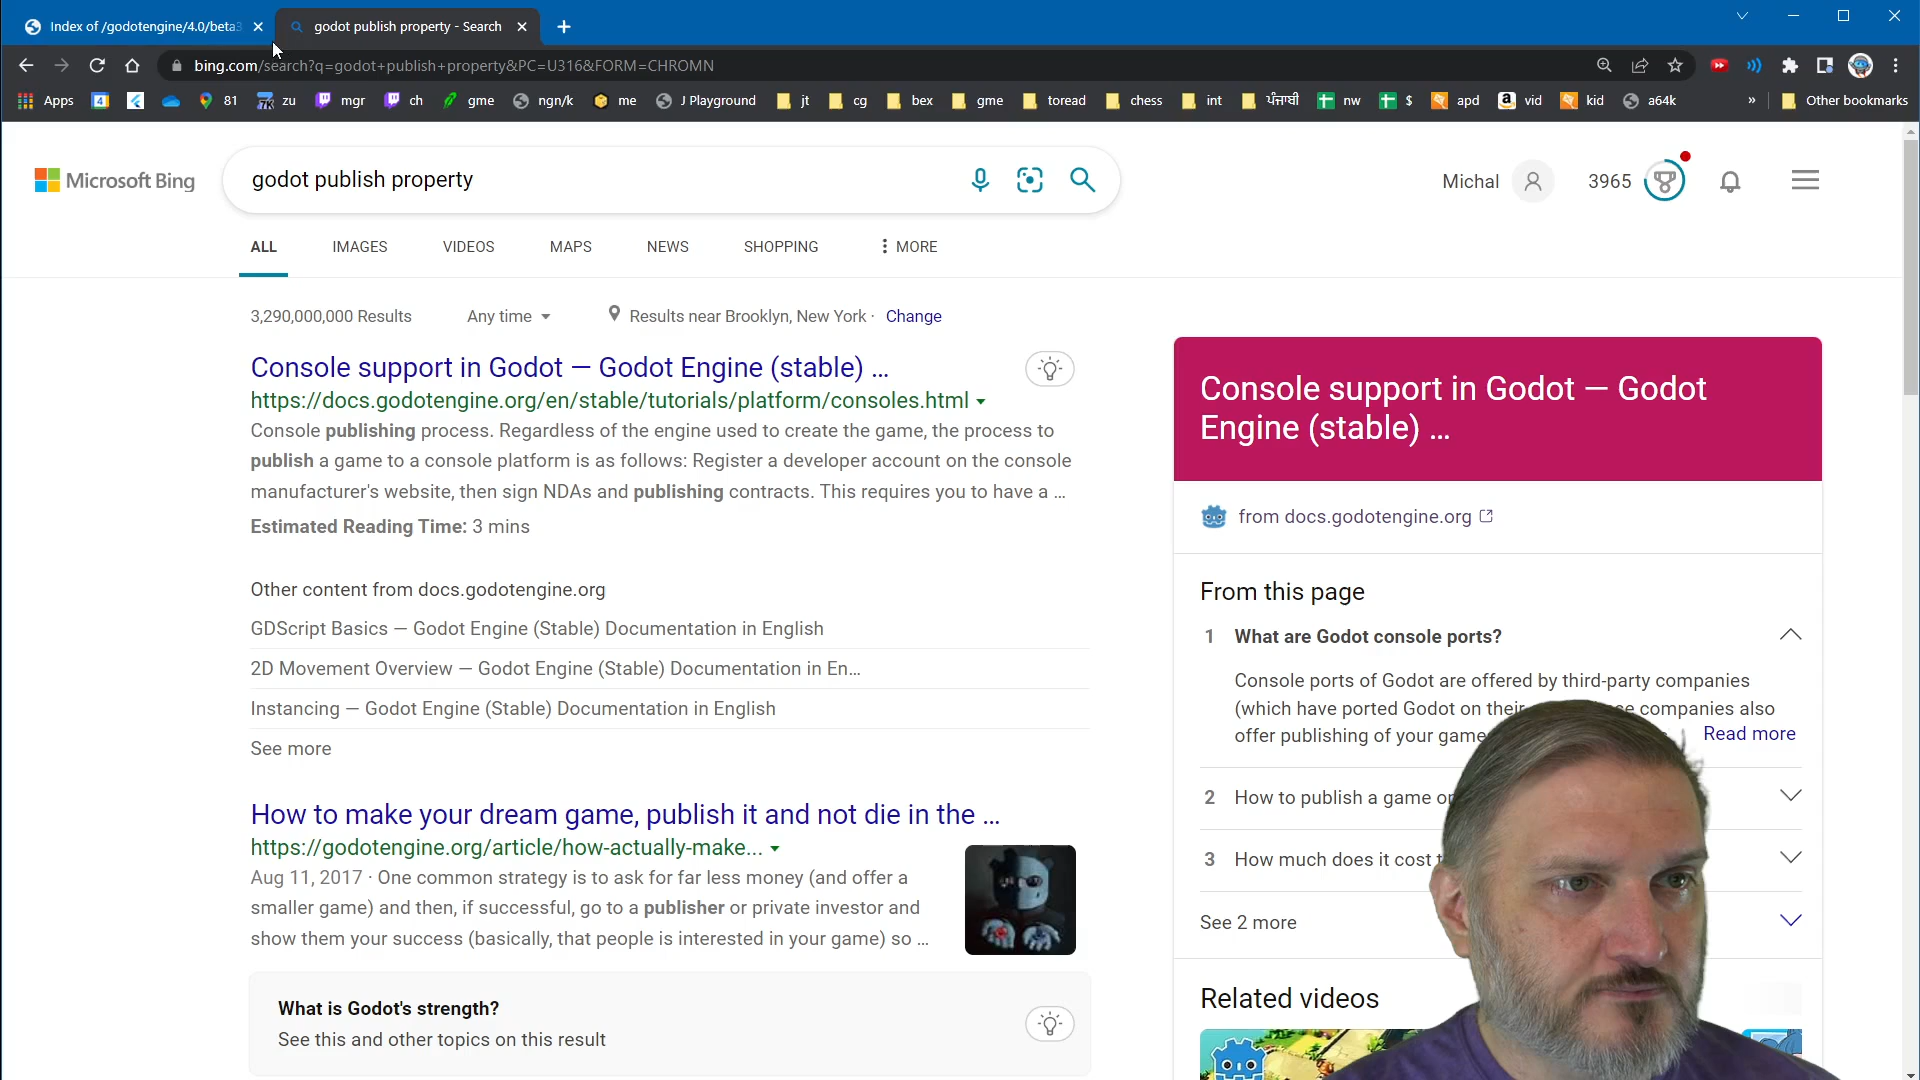 Index of /godotengine/4.0/beta3
godot publish property - Search
bing.com/search?q=godot+publish+property&PC=U316&FORM=CHROMN
Apps 4 81 7K zu mgr ch gme ngn/k me J Playground jt cg bex gme toread chess int ਪੰਜਾਬੀ nw $ apd vid kid a64k » Other bookmarks
Microsoft Bing
godot publish property
Michal
3965
ALL IMAGES VIDEOS MAPS NEWS SHOPPING MORE
3,290,000,000 Results Any time Results near Brooklyn, New York · Change
Console support in Godot — Godot Engine (stable) ...
https://docs.godotengine.org/en/stable/tutorials/platform/consoles.html
Console publishing process. Regardless of the engine used to create the game, the process to
publish a game to a console platform is as follows: Register a developer account on the console
manufacturer's website, then sign NDAs and publishing contracts. This requires you to have a ...
Estimated Reading Time: 3 mins
Other content from docs.godotengine.org
GDScript Basics — Godot Engine (Stable) Documentation in English
2D Movement Overview — Godot Engine (Stable) Documentation in En...
Instancing — Godot Engine (Stable) Documentation in English
See more
How to make your dream game, publish it and not die in the ...
https://godotengine.org/article/how-actually-make...
Aug 11, 2017 · One common strategy is to ask for far less money (and offer a
smaller game) and then, if successful, go to a publisher or private investor and
show them your success (basically, that people is interested in your game) so ...
What is Godot's strength?
See this and other topics on this result
Console support in Godot — Godot
Engine (stable) ...
from docs.godotengine.org
From this page
1 What are Godot console ports?
Console ports of Godot are offered by third-party companies
(which have ported Godot on their companies also
offer publishing of your game Read more
2 How to publish a game
3 How much does it cost
See 2 more
Related videos